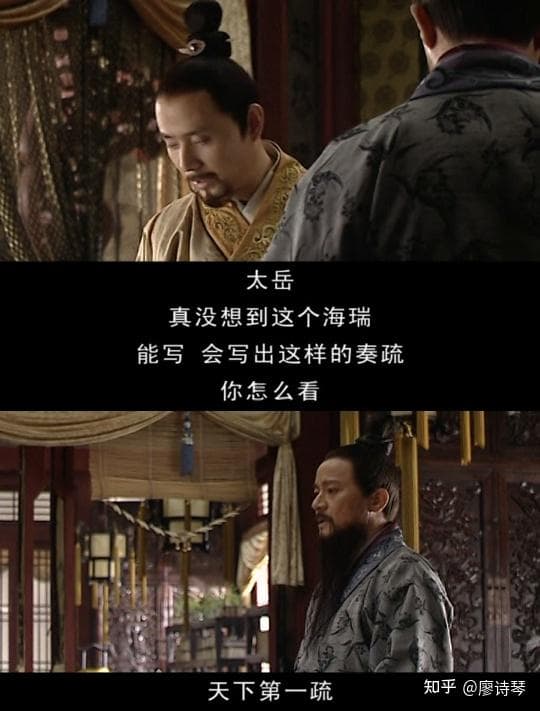 太岳
真没想到这个海瑞
能写 会写出这样的奏疏
你怎么看
天下第一疏
知乎 @廖诗琴